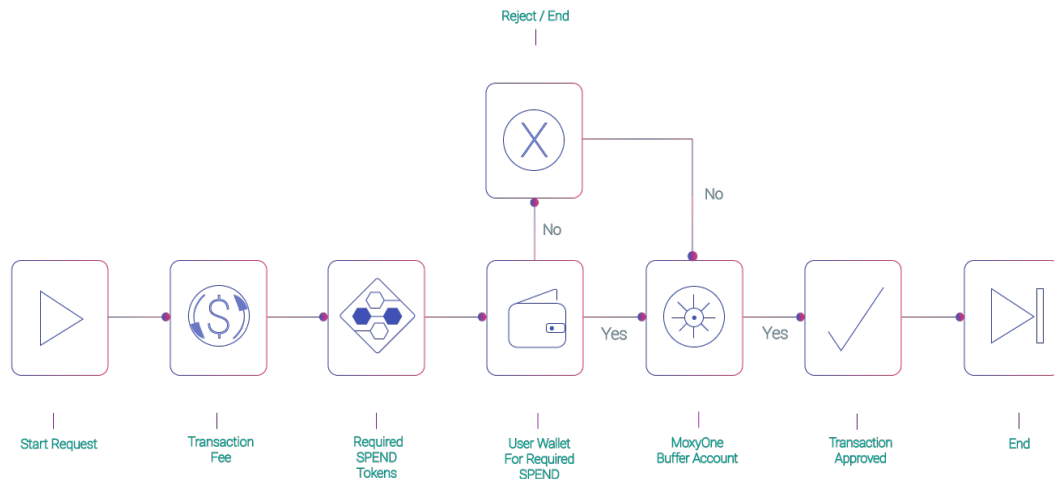 Reject / End
X
No
No
$
Yes
Yes
Start Request
Transaction
Fee
Required
SPEND
Tokens
User Wallet
For Required
SPEND
MoxyOne
Buffer Account
Transaction
Approved
End